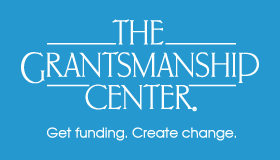 THE
GRANTSMANSHIP
CENTER.
Get funding. Create change.